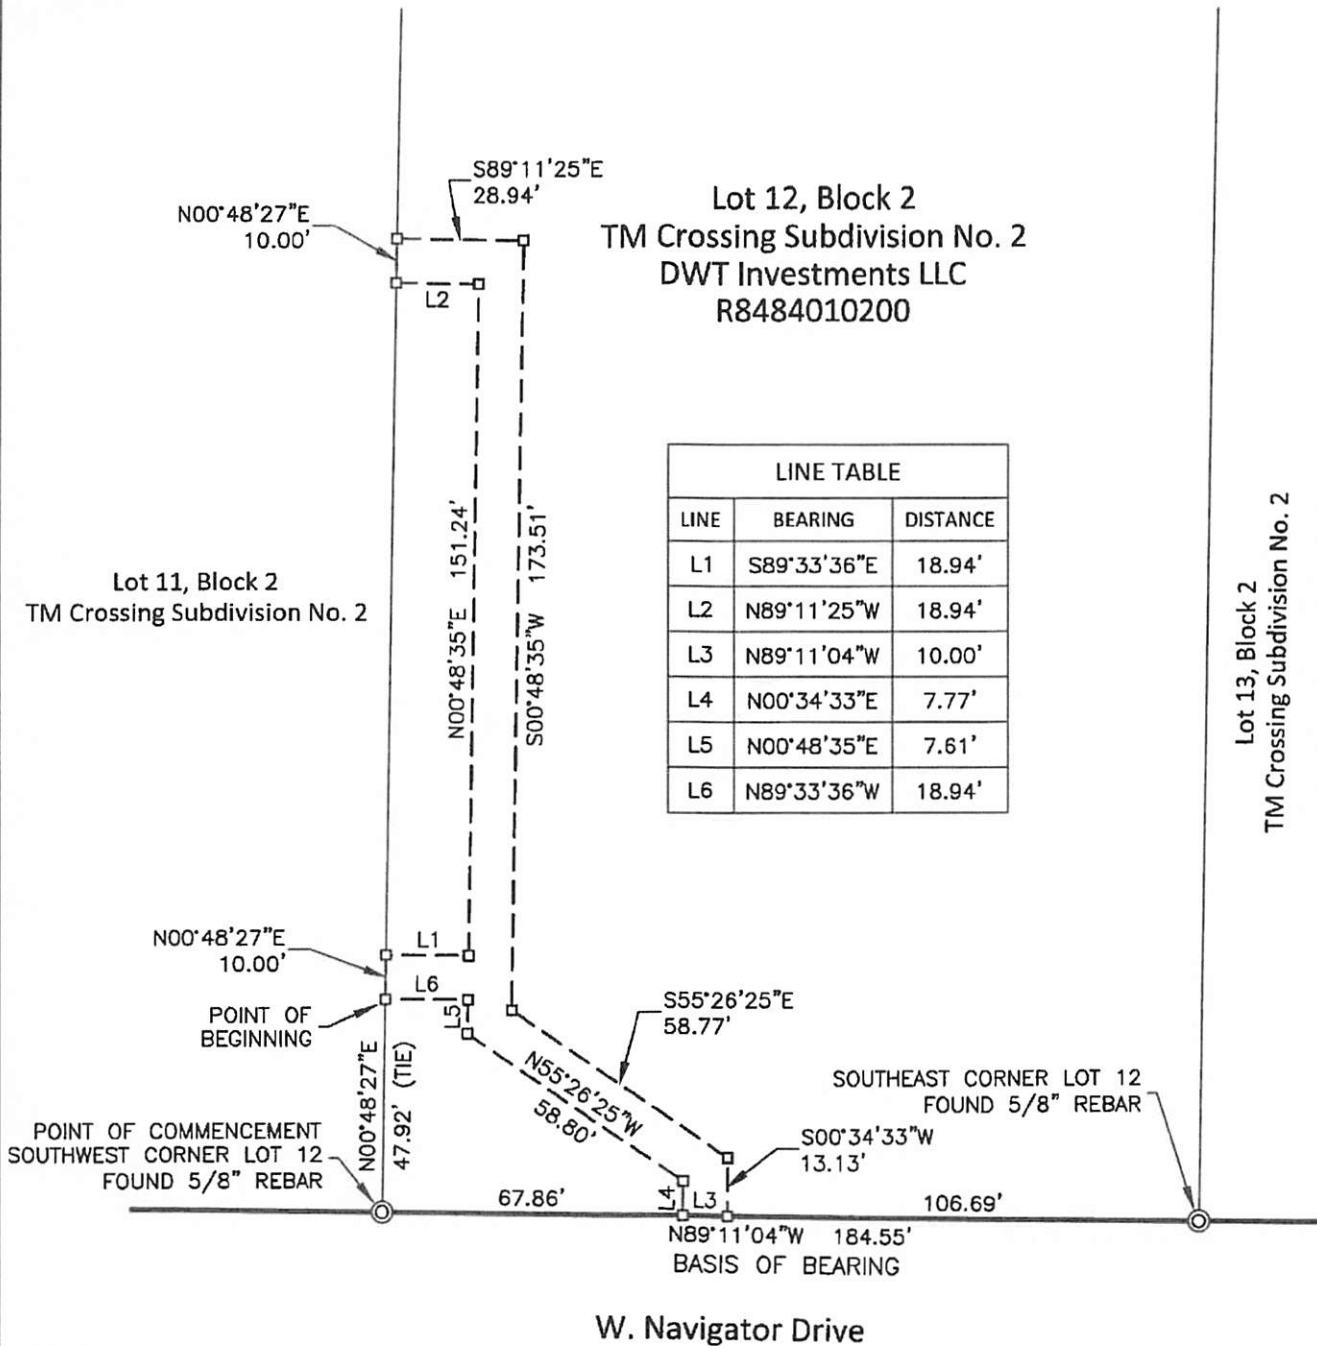 S89°11'25"E
28.94'
N00°48'27"E
10.00'
Lot 12, Block 2
TM Crossing Subdivision No. 2
DWT Investments LLC
R8484010200
L2
N00°48'35"E 151.24'
S00°48'35"W 173.51'
Lot 11, Block 2
TM Crossing Subdivision No. 2
LINE TABLE
LINE BEARING DISTANCE
L1 S89°33'36"E 18.94'
L2 N89°11'25"W 18.94'
L3 N89°11'04"W 10.00'
L4 N00°34'33"E 7.77'
L5 N00°48'35"E 7.61'
L6 N89°33'36"W 18.94'
Lot 13, Block 2
TM Crossing Subdivision No. 2
N00°48'27"E
10.00'
L1
L6
L5
POINT OF
BEGINNING
N00°48'27"E
47.92' (TIE)
S55°26'25"E
58.77'
N55°26'25"W
58.80'
SOUTHEAST CORNER LOT 12
FOUND 5/8" REBAR
POINT OF COMMENCEMENT
SOUTHWEST CORNER LOT 12
FOUND 5/8" REBAR
S00°34'33"W
13.13'
67.86'
L4
L3
106.69'
N89°11'04"W 184.55'
BASIS OF BEARING
W. Navigator Drive